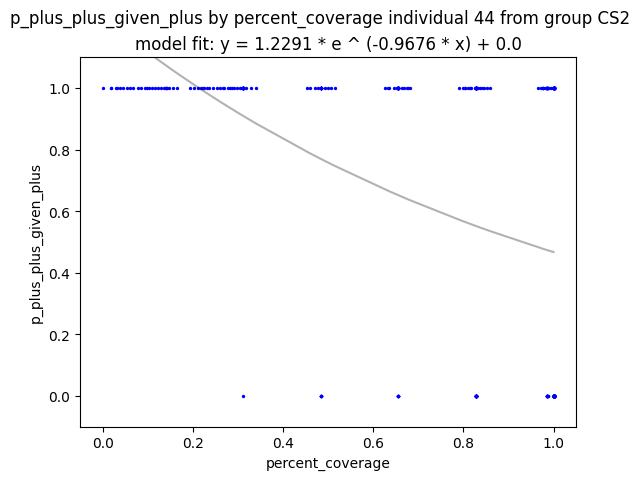 p_plus_plus_given_plus by percent_coverage individual 44 from group CS2
model fit: y = 1.2291 * e ^ (-0.9676 * x) + 0.0
1.0
0.8
0.6
0.4
0.2
0.0
p_plus_plus_given_plus
0.0 0.2 0.4 0.6 0.8 1.0
percent_coverage